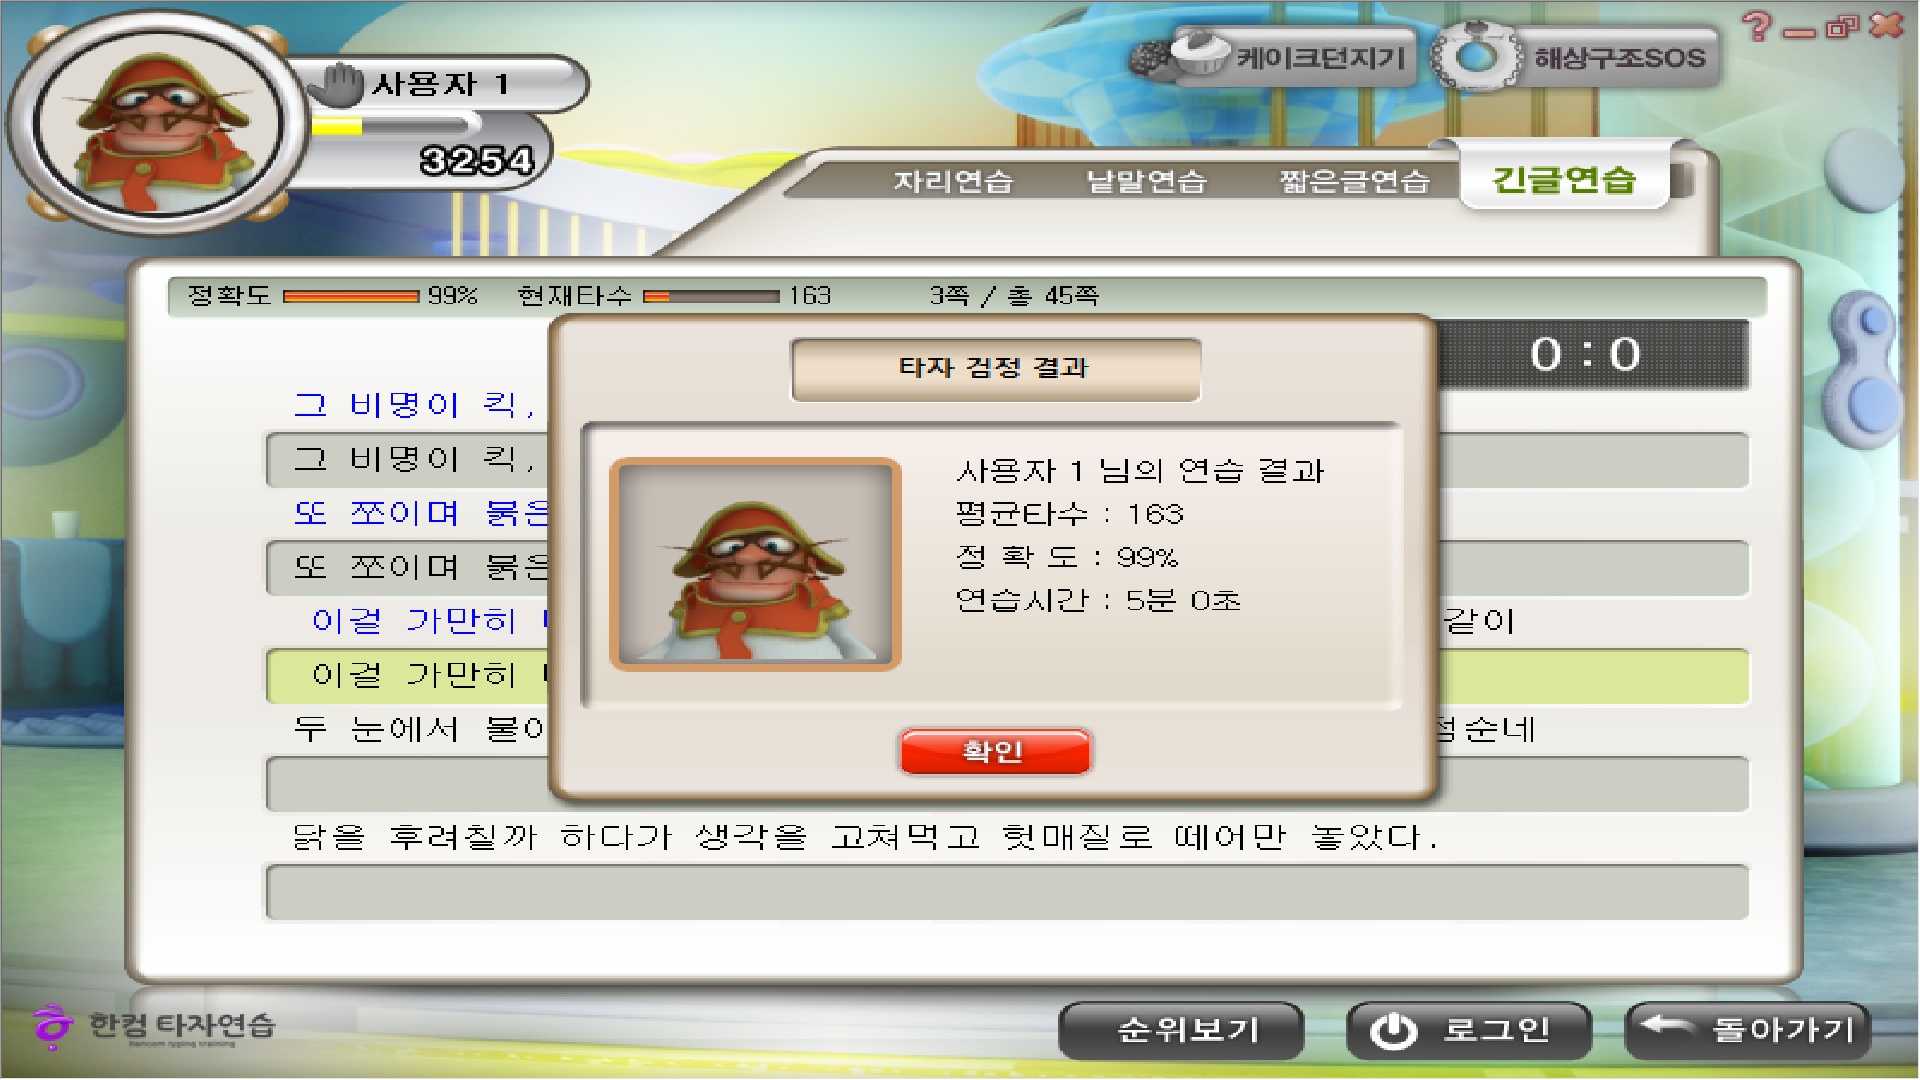 사용자 1
3254
케이크던지기
해상구조SOS
자리연습 낱말연습 짧은글연습 긴글연습
정확도 99% 현재타수 163 3쪽 / 총 45쪽
0:0
타자 검정 결과
사용자 1 님의 연습 결과
평균타수 : 163
정 확 도 : 99%
연습시간 : 5분 0초
확인
그 비명이 킥,
그 비명이 킥,
또 쪼이며 붉은
또 쪼이며 붉은
이걸 가만히 같이
이걸 가만히
두 눈에서 불이 점순네
닭을 후려칠까 하다가 생각을 고쳐먹고 헛매질로 떼어만 놓았다.
한컴 타자연습
hancom typing training
순위보기
로그인
돌아가기